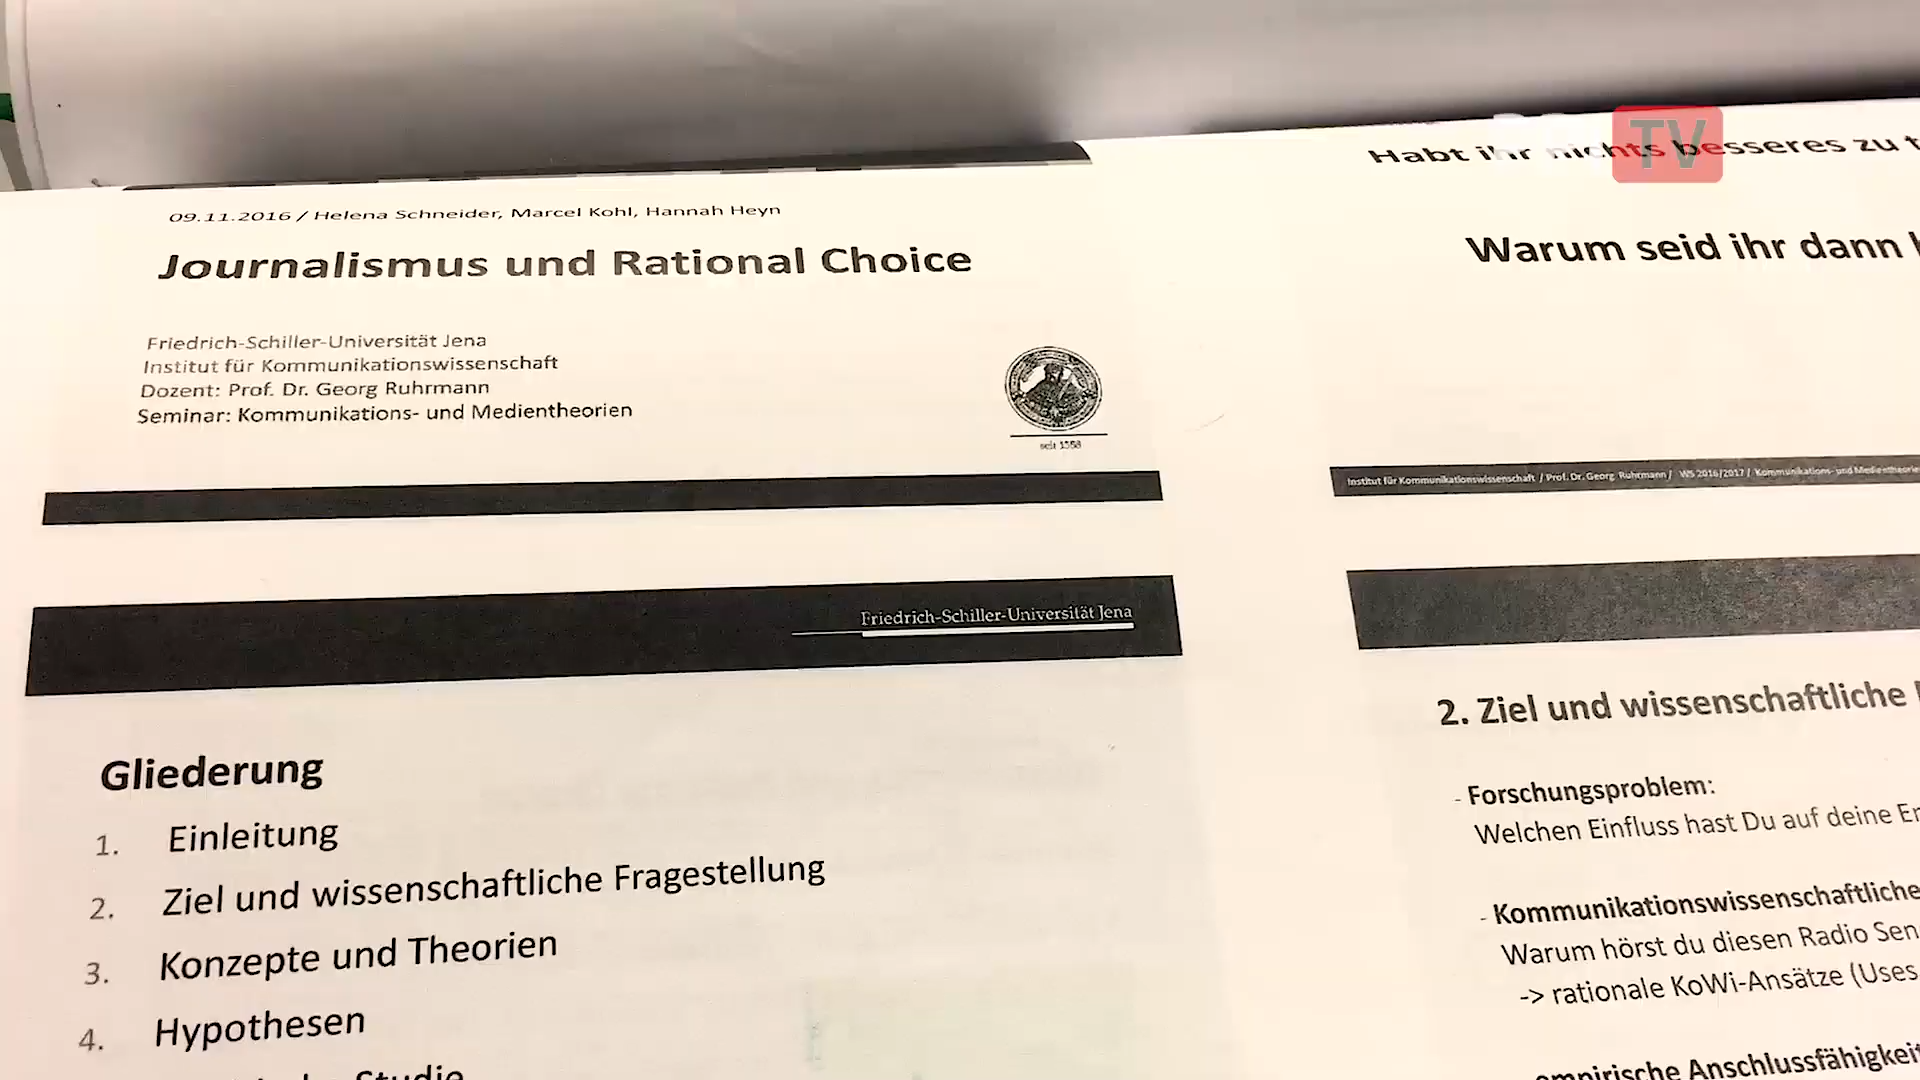 09.11.2016 / Helena Schneider, Marcel Kohl, Hannah Heyn
Journalismus und Rational Choice
Friedrich-Schiller-Universität Jena
Institut für Kommunikationswissenschaft
Dozent: Prof. Dr. Georg Ruhrmann
Seminar: Kommunikations- und Medientheorien
seit 1558
Friedrich-Schiller-Universität Jena
Gliederung
1. Einleitung
2. Ziel und wissenschaftliche Fragestellung
3. Konzepte und Theorien
4. Hypothesen
Studie
TV
Habt ihr nichts besseres zu
Warum seid ihr dann
Institut für Kommunikationswissenschaft / Prof. Dr. Georg Ruhrmann / WS 2016/2017 / Kommunikations- und Medientheorien
2. Ziel und wissenschaftliche
- Forschungsproblem:
Welchen Einfluss hast Du auf deine
- Kommunikationswissenschaftliche
Warum hörst du diesen Radio
-> rationale KoWi-Ansätze (Uses
empirische Anschlussfähigkeit